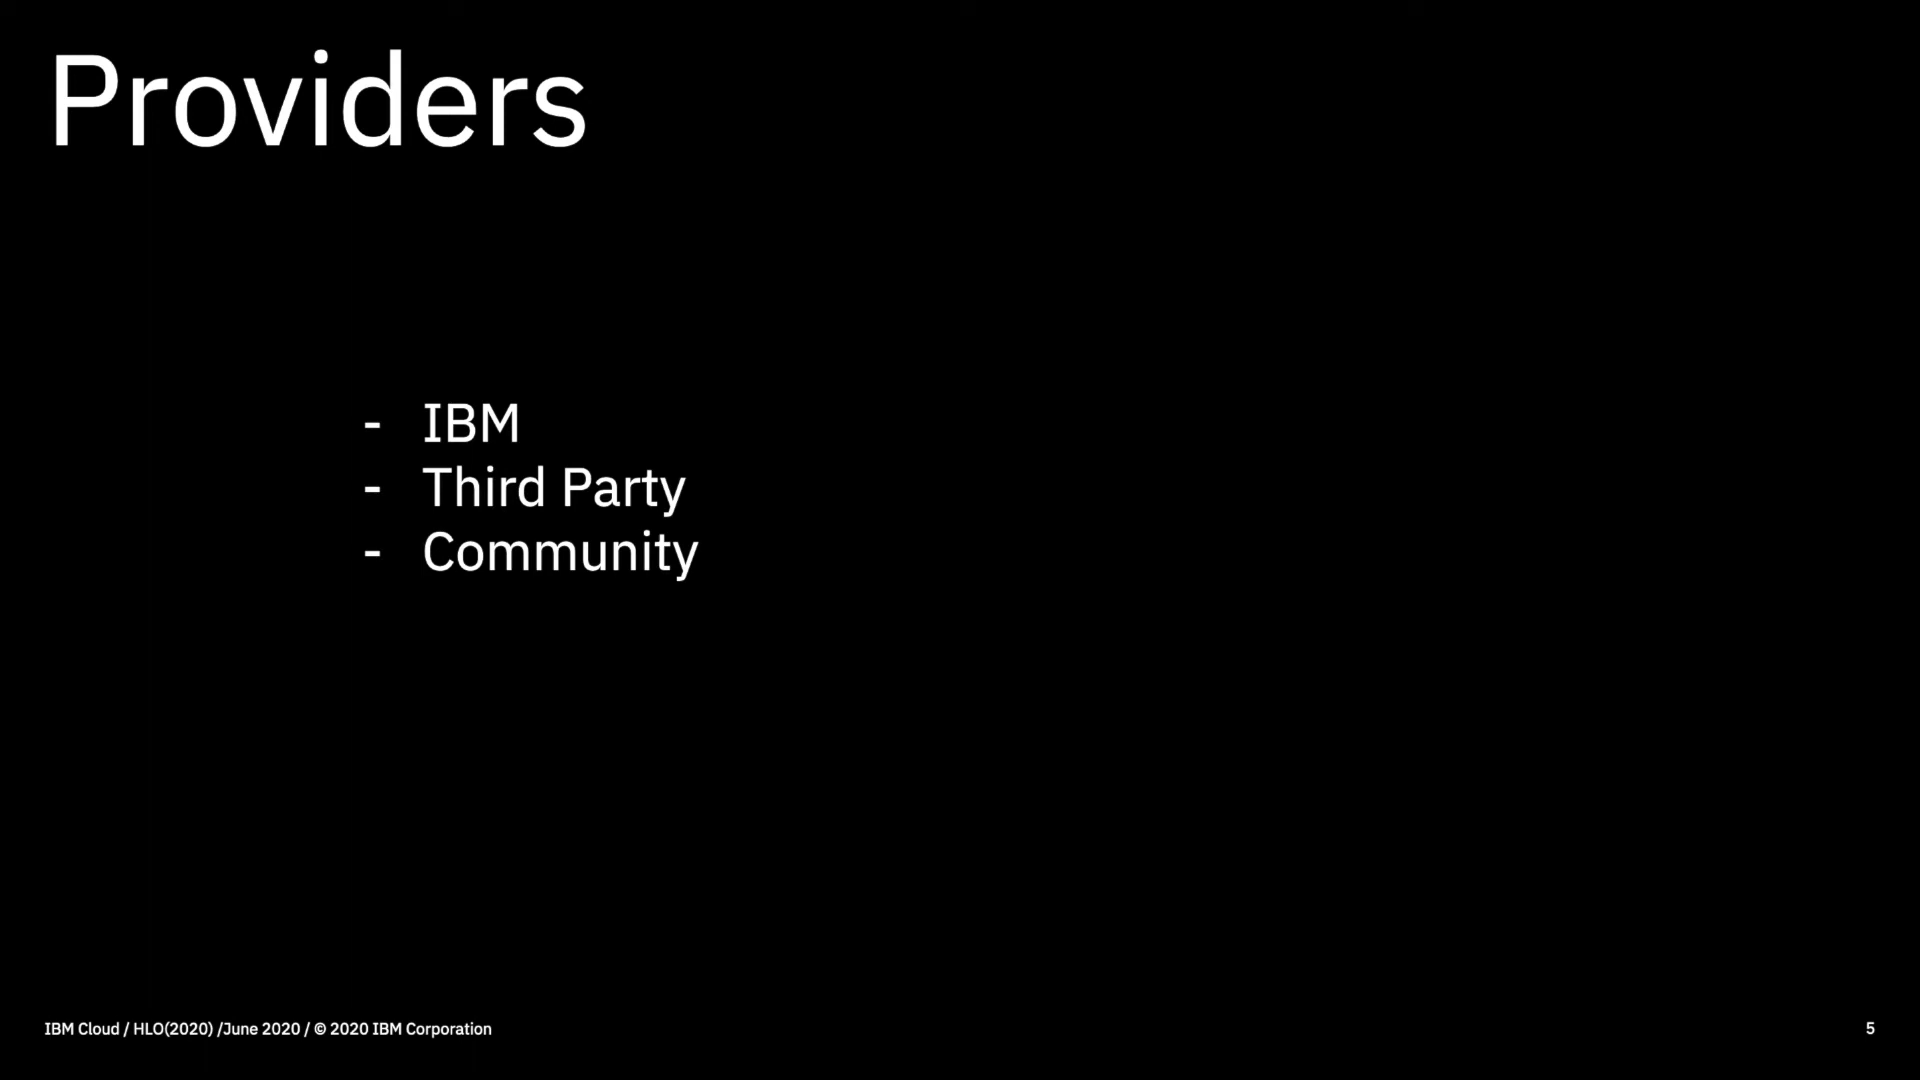 Providers
- IBM
- Third Party
- Community
IBM Cloud / HLO(2020) /June 2020 / © 2020 IBM Corporation
5